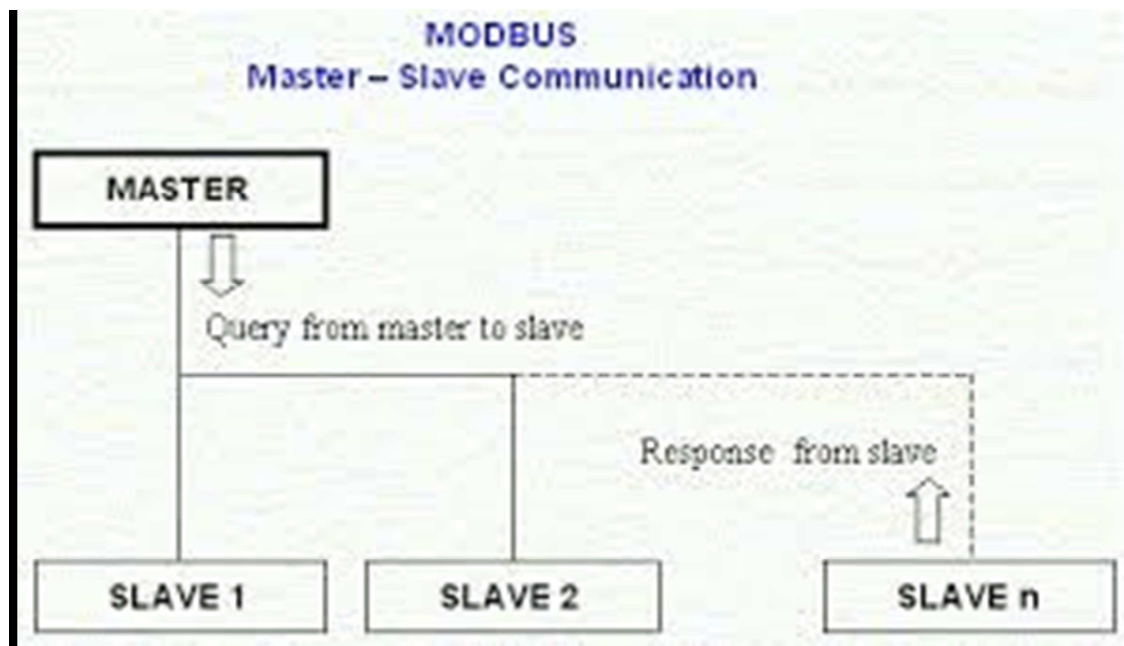 MODBUS
Master – Slave Communication
MASTER
Query from master to slave
Response from slave
SLAVE 1
SLAVE 2
SLAVE n